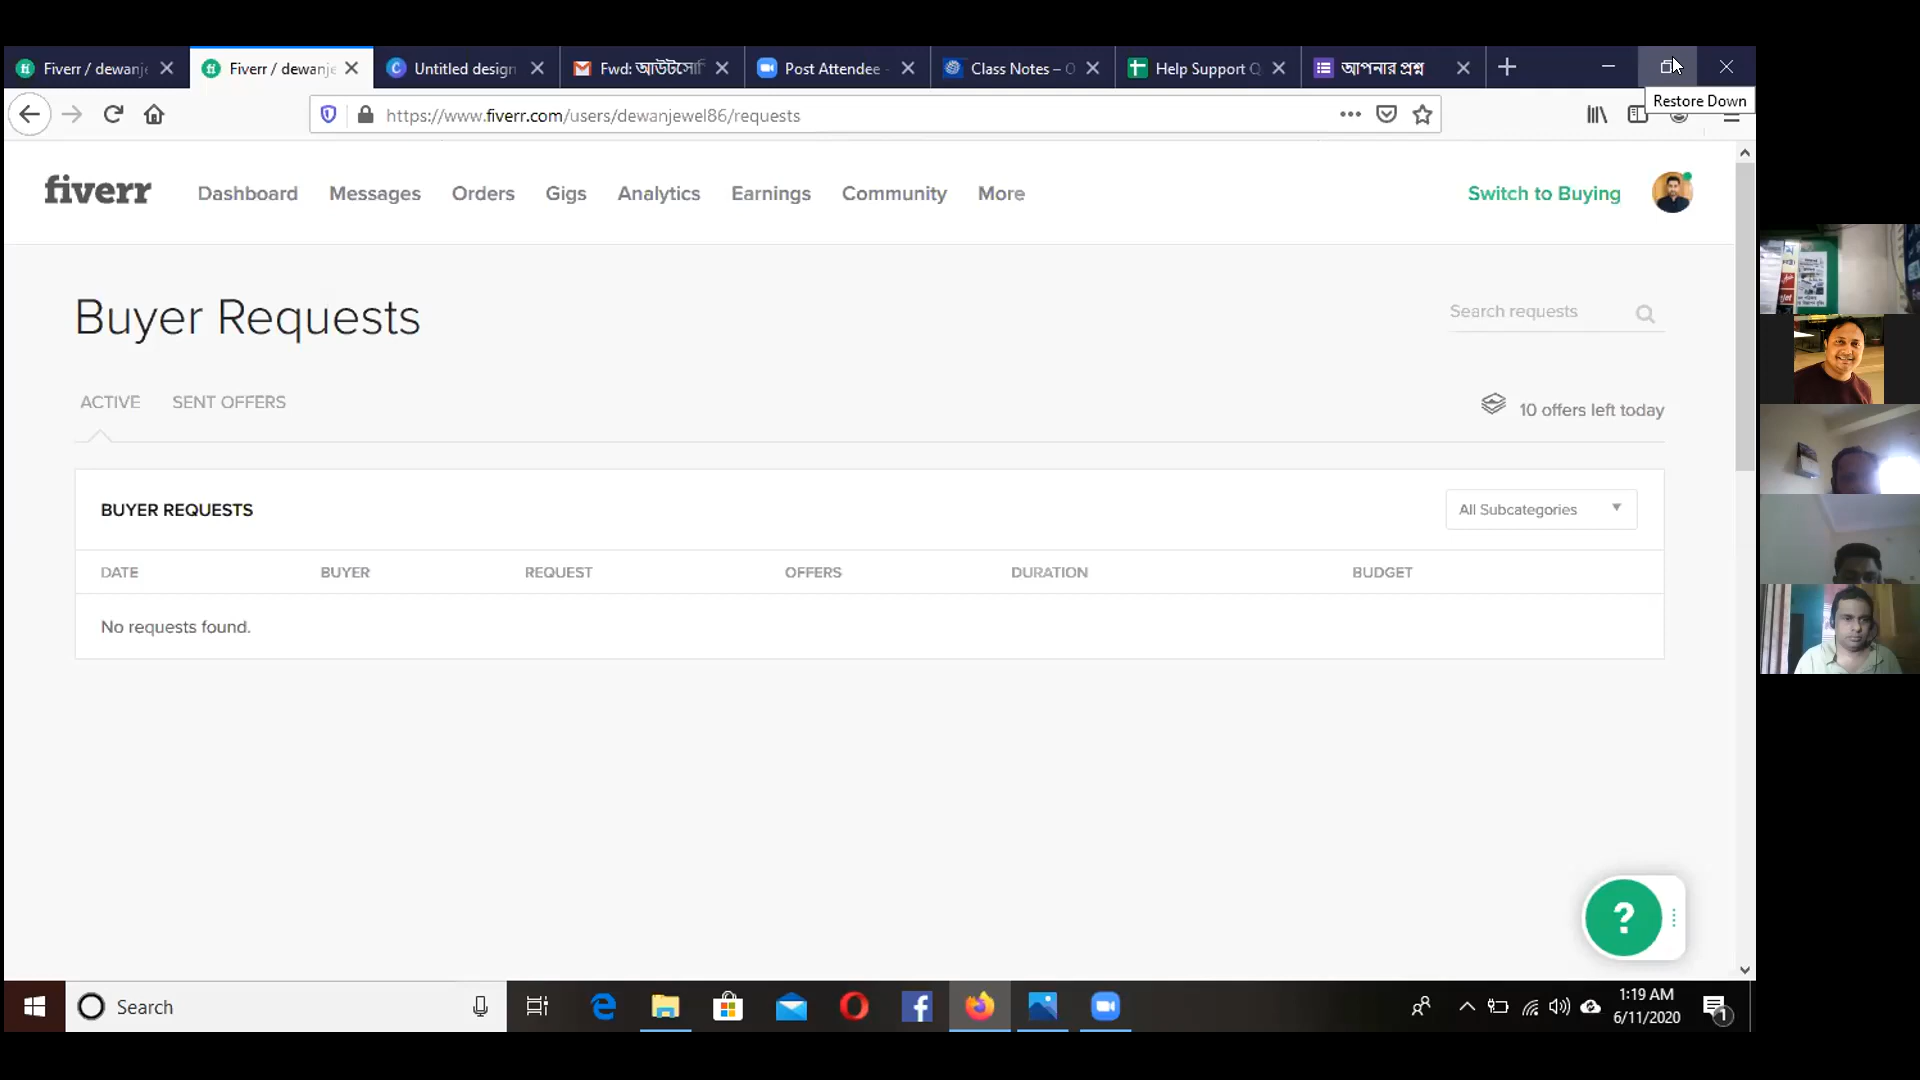 Fiverr / dewanje
Fiverr / dewanje
Untitled design
Fwd: আউটসোর্সি
Post Attendee -
Class Notes – O
Help Support Q
আপনার প্রশ্ন
Restore Down
https://www.fiverr.com/users/dewanjewel86/requests
fiverr
Dashboard
Messages
Orders
Gigs
Analytics
Earnings
Community
More
Switch to Buying
Buyer Requests
Search requests
ACTIVE
SENT OFFERS
10 offers left today
BUYER REQUESTS
All Subcategories
DATE
BUYER
REQUEST
OFFERS
DURATION
BUDGET
No requests found.
?
Search
1:19 AM
6/11/2020
1